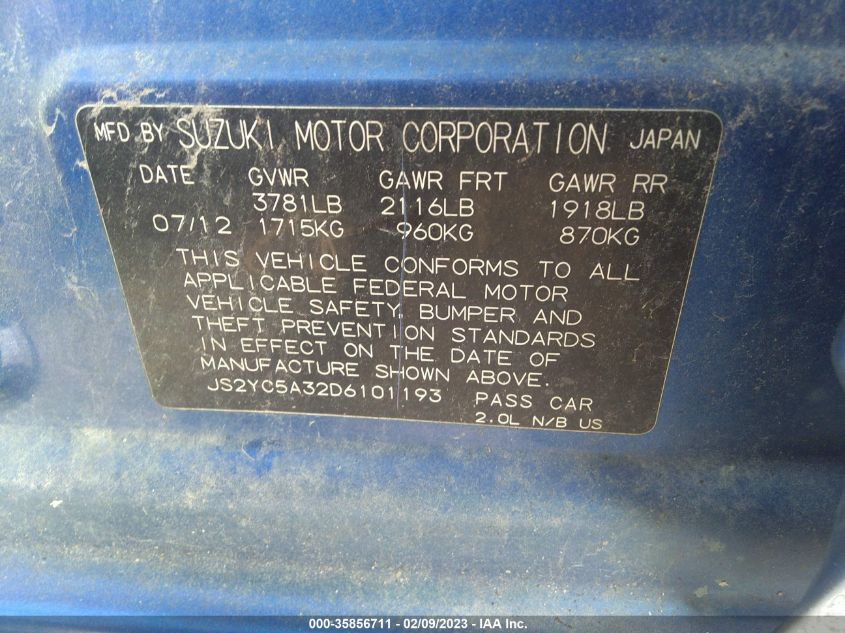 MFD BY SUZUKI MOTOR CORPORATION JAPAN
DATE GVWR GAWR FRT GAWR RR
3781LB 2116LB 1918LB
07/12 1715KG 960KG 870KG
THIS VEHICLE CONFORMS TO ALL
APPLICABLE FEDERAL MOTOR
VEHICLE SAFETY, BUMPER AND
THEFT PREVENTION STANDARDS
IN EFFECT ON THE DATE OF
MANUFACTURE SHOWN ABOVE.
JS2YC5A32D6101193 PASS CAR
2.0L N/B US
000-35856711 - 02/09/2023 - IAA Inc.